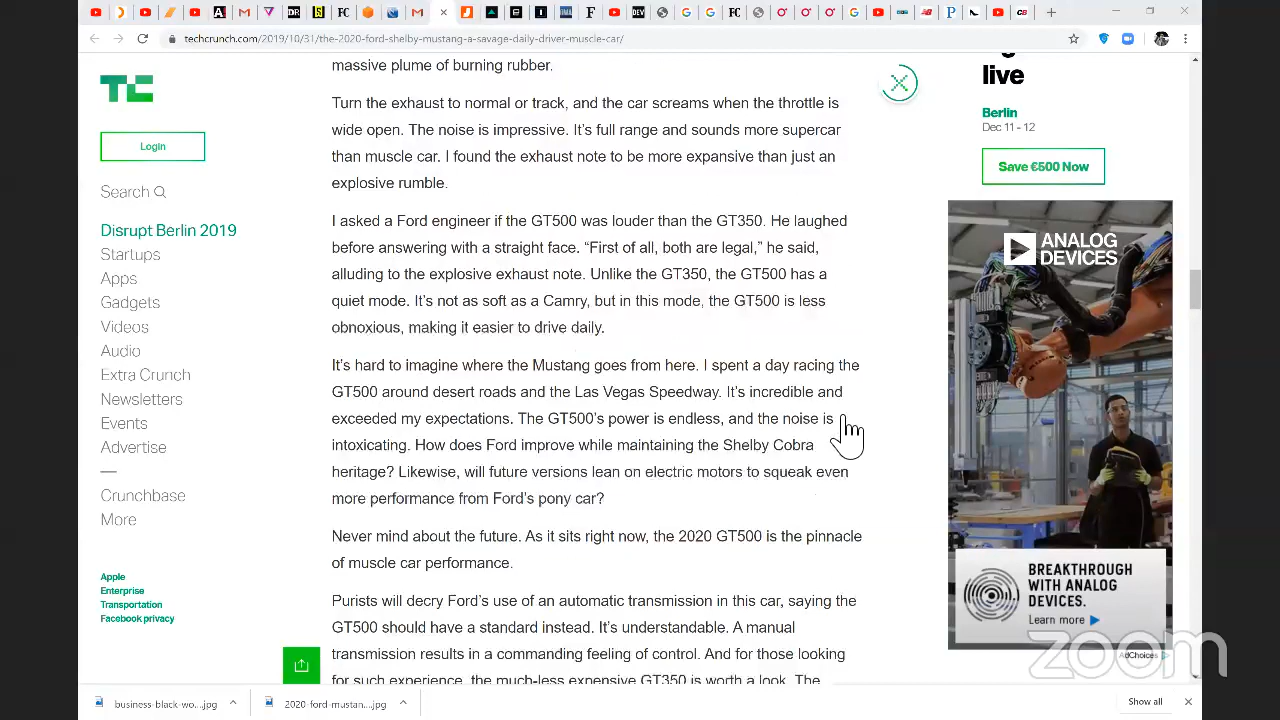 techcrunch.com/2019/10/31/the-2020-ford-shelby-mustang-a-savage-daily-driver-muscle-car/
TC
Login
Search
Disrupt Berlin 2019
Startups
Apps
Gadgets
Videos
Audio
Extra Crunch
Newsletters
Events
Advertise
Crunchbase
More
Apple
Enterprise
Transportation
Facebook privacy
massive plume of burning rubber.
Turn the exhaust to normal or track, and the car screams when the throttle is
wide open. The noise is impressive. It's full range and sounds more supercar
than muscle car. I found the exhaust note to be more expansive than just an
explosive rumble.
I asked a Ford engineer if the GT500 was louder than the GT350. He laughed
before answering with a straight face. “First of all, both are legal,” he said,
alluding to the explosive exhaust note. Unlike the GT350, the GT500 has a
quiet mode. It's not as soft as a Camry, but in this mode, the GT500 is less
obnoxious, making it easier to drive daily.
It's hard to imagine where the Mustang goes from here. I spent a day racing the
GT500 around desert roads and the Las Vegas Speedway. It's incredible and
exceeded my expectations. The GT500's power is endless, and the noise is
intoxicating. How does Ford improve while maintaining the Shelby Cobra
heritage? Likewise, will future versions lean on electric motors to squeak even
more performance from Ford's pony car?
Never mind about the future. As it sits right now, the 2020 GT500 is the pinnacle
of muscle car performance.
Purists will decry Ford's use of an automatic transmission in this car, saying the
GT500 should have a standard instead. It's understandable. A manual
transmission results in a commanding feeling of control. And for those looking
for such experience, the much-less expensive GT350 is worth a look. The
live
Berlin
Dec 11 - 12
Save €500 Now
ANALOG
DEVICES
BREAKTHROUGH
WITH ANALOG
DEVICES.
Learn more
AdChoices
zoom
business-black-wo....jpg
2020-ford-mustan....jpg
Show all